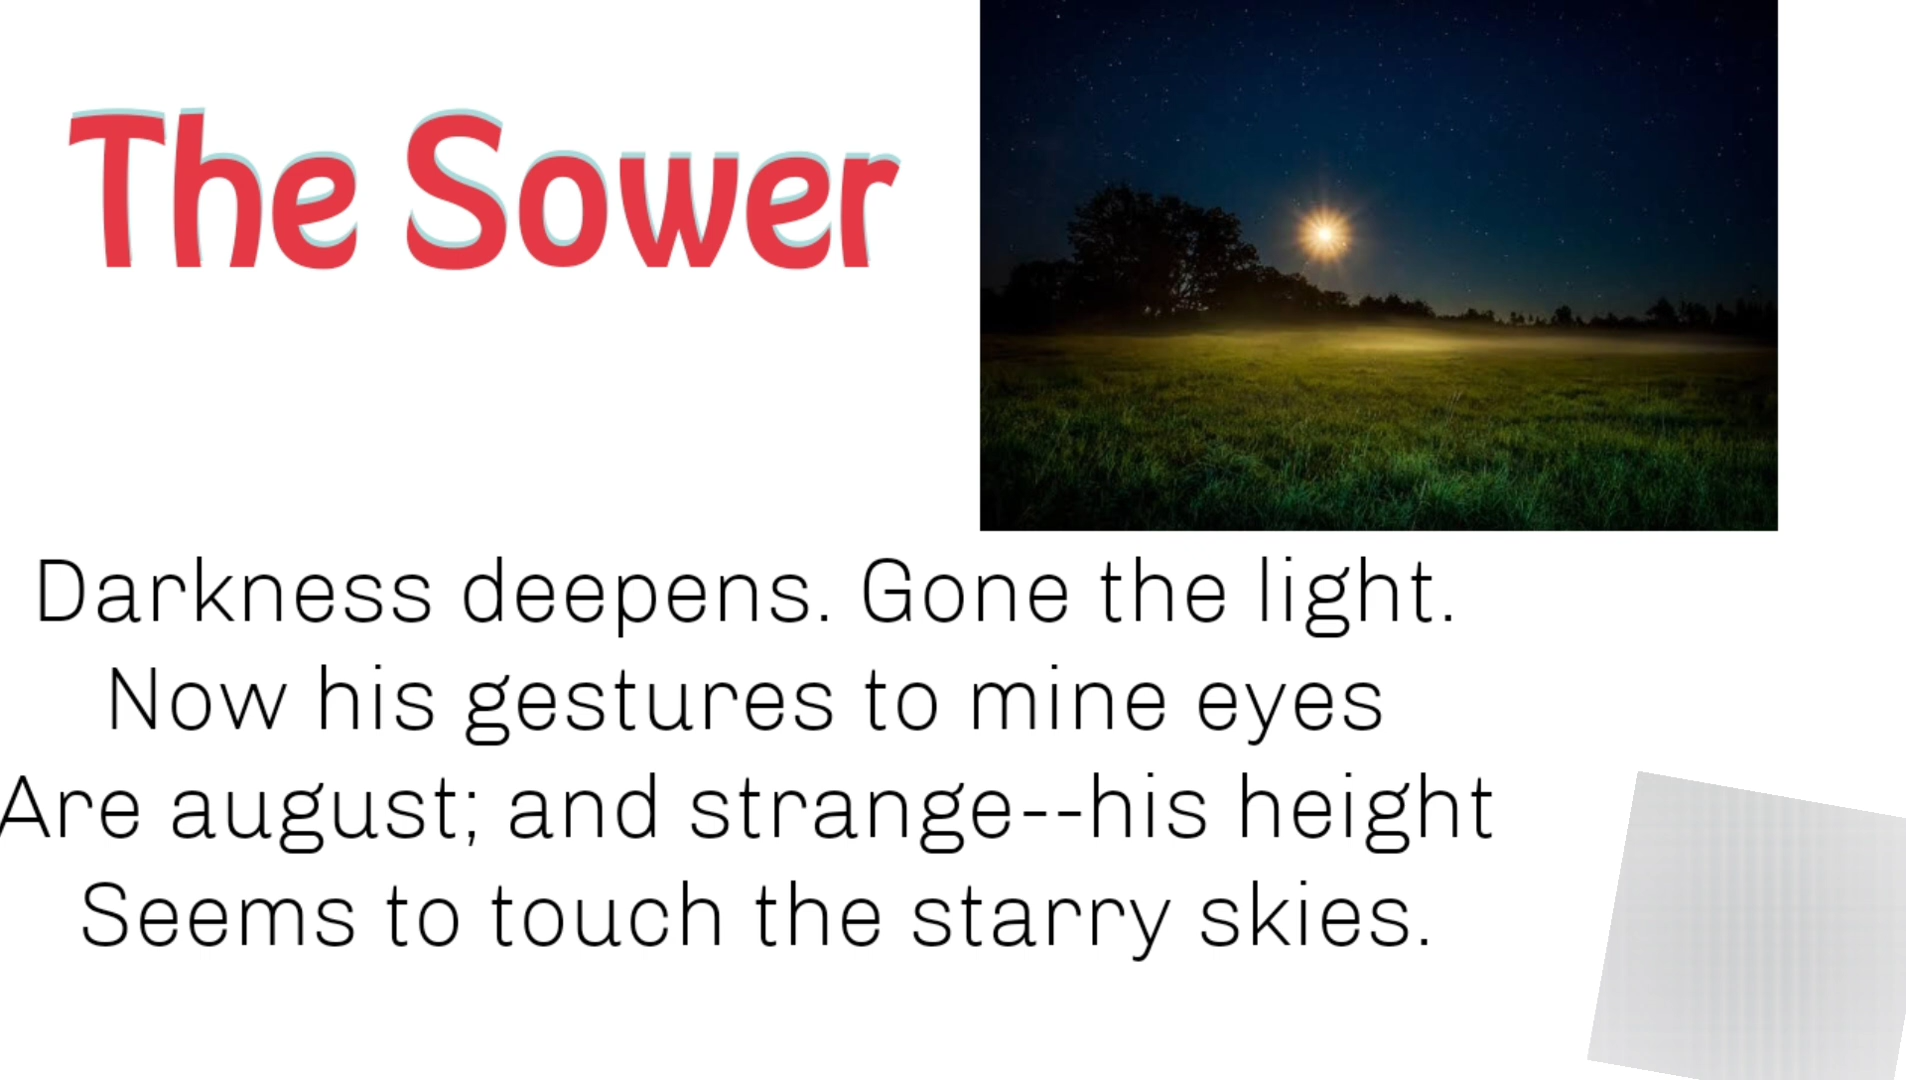 The Sower
Darkness deepens. Gone the light.
Now his gestures to mine eyes
Are august; and strange--his height
Seems to touch the starry skies.